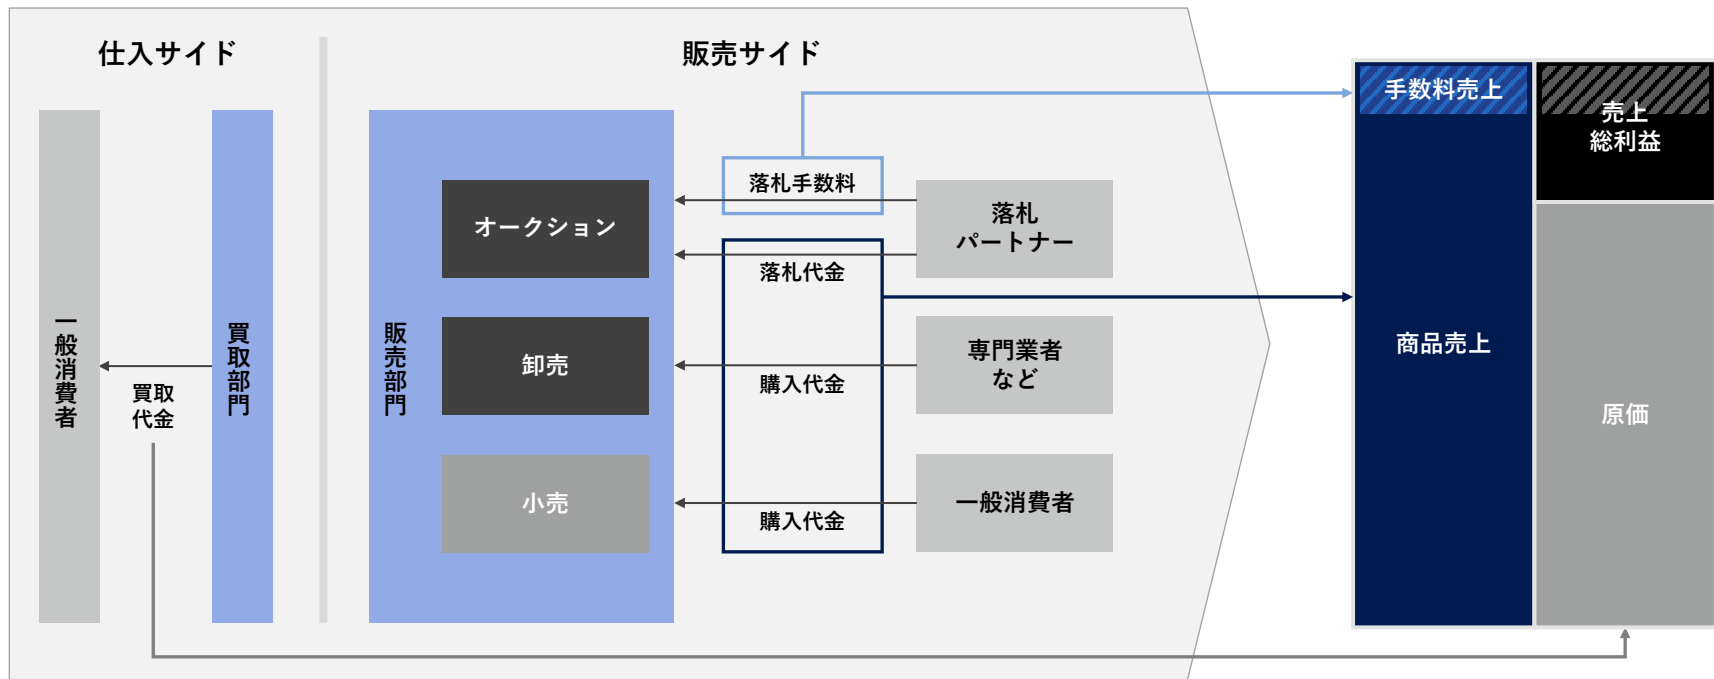 仕入サイド
販売サイド
一般消費者
買取
代金
買取部門
販売部門
オークション
卸売
小売
落札手数料
落札代金
購入代金
購入代金
落札
パートナー
専門業者
など
一般消費者
手数料売上
商品売上
売上
総利益
原価